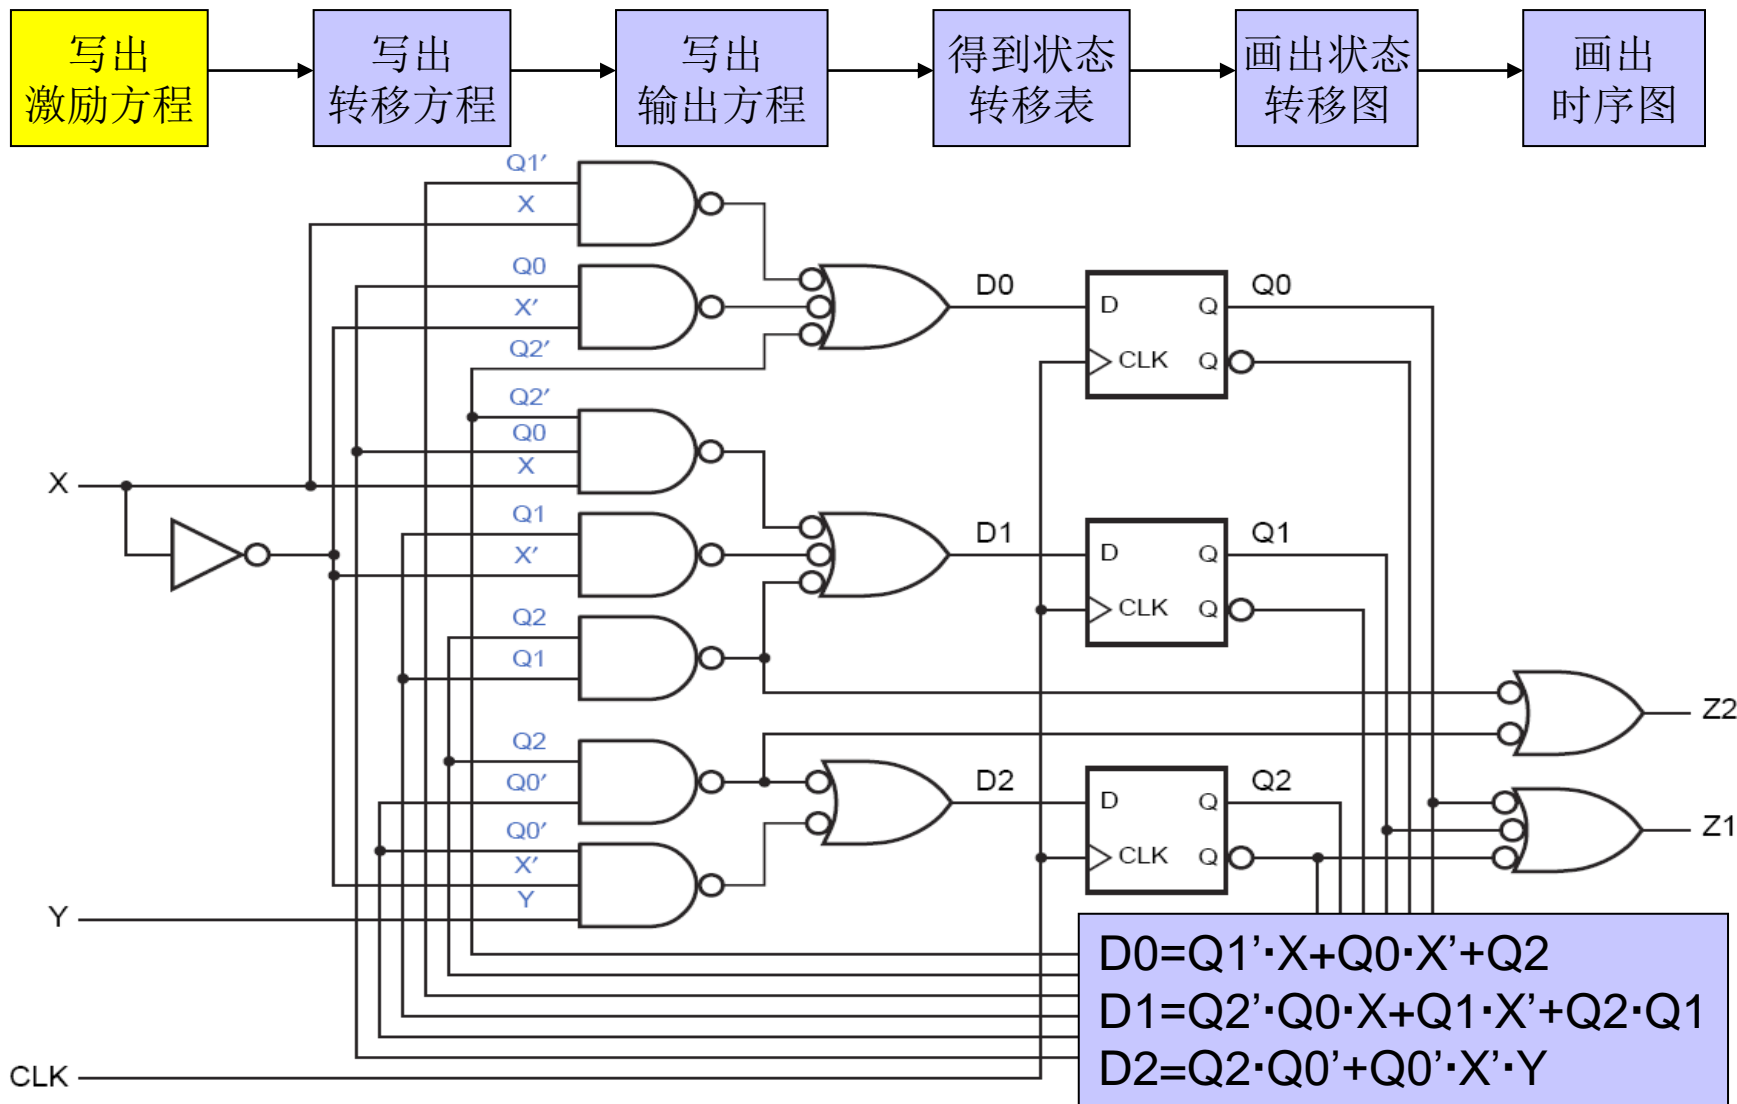 写出
激励方程
写出
转移方程
写出
输出方程
得到状态
转移表
画出状态
转移图
画出
时序图
Q1′
X
Q0
X′
Q2′
D0
D
Q
CLK
Q
Q0
Q2′
Q0
X
X
Q1
X′
D1
D
Q
CLK
Q
Q1
Q2
Q1
Z2
Q2
Q0′
D2
D
Q
CLK
Q
Q2
Z1
Q0′
X′
Y
Y
D0=Q1’·X+Q0·X’+Q2
D1=Q2’·Q0·X+Q1·X’+Q2·Q1
D2=Q2·Q0’+Q0’·X’·Y
CLK